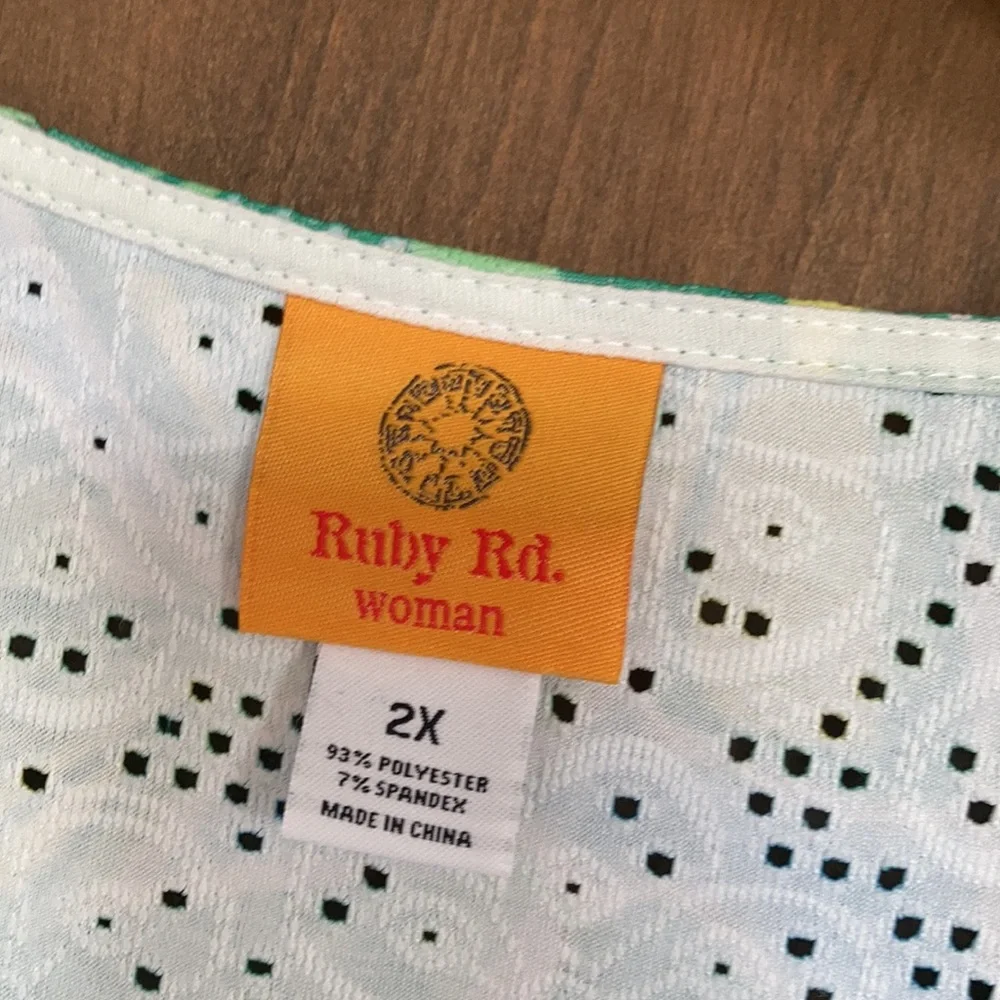 Ruby Rd.
woman
2X
93% POLYESTER
7% SPANDEX
MADE IN CHINA